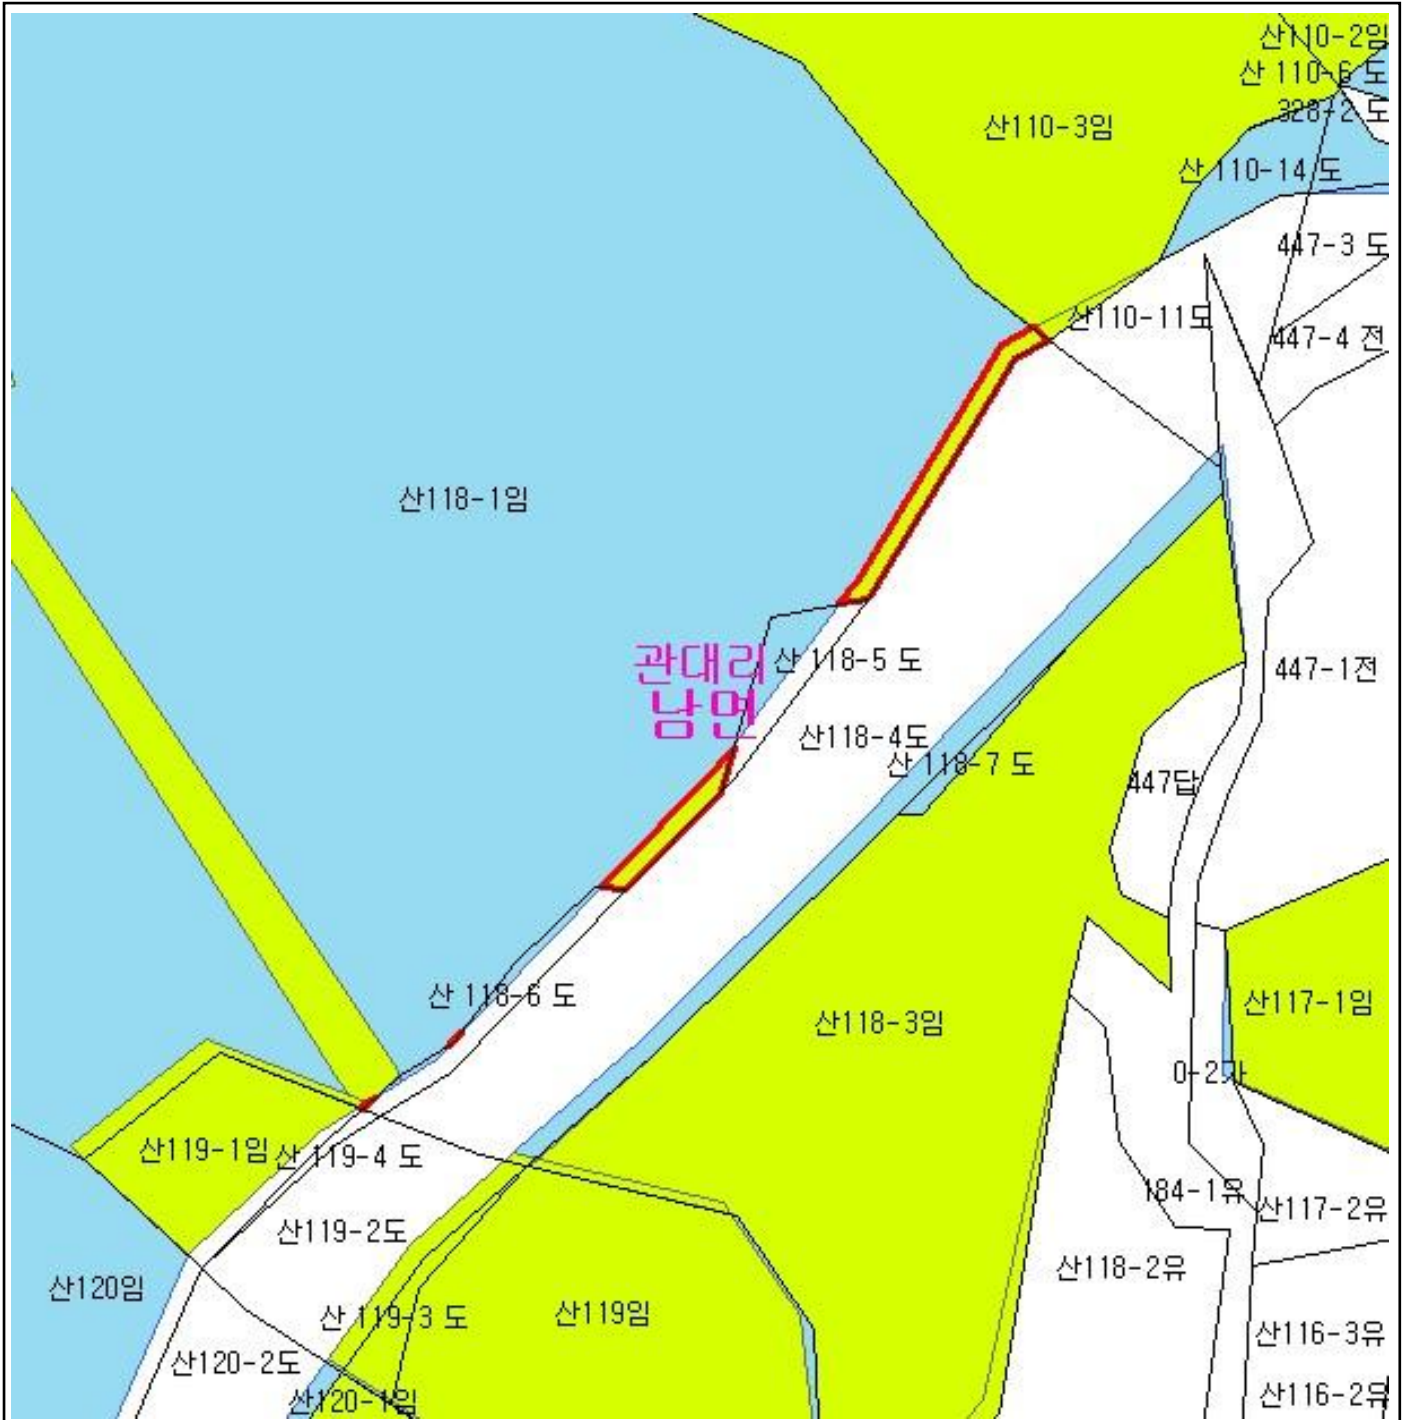 산110-2임
산 110-6 도
328-2 도
산110-3임
산 110-14 도
447-3 도
산110-11도
447-4 전
산118-1임
관대리
남면
산 118-5 도
447-1전
산118-4도
산 118-7 도
447답
산 118-6 도
산117-1임
산118-3임
산119-1임
산 119-4 도
184-1유
산117-2유
산119-2도
산118-2유
산120임
산119임
산 119-3 도
산116-3유
산120-2도
산116-2유
산120-1임